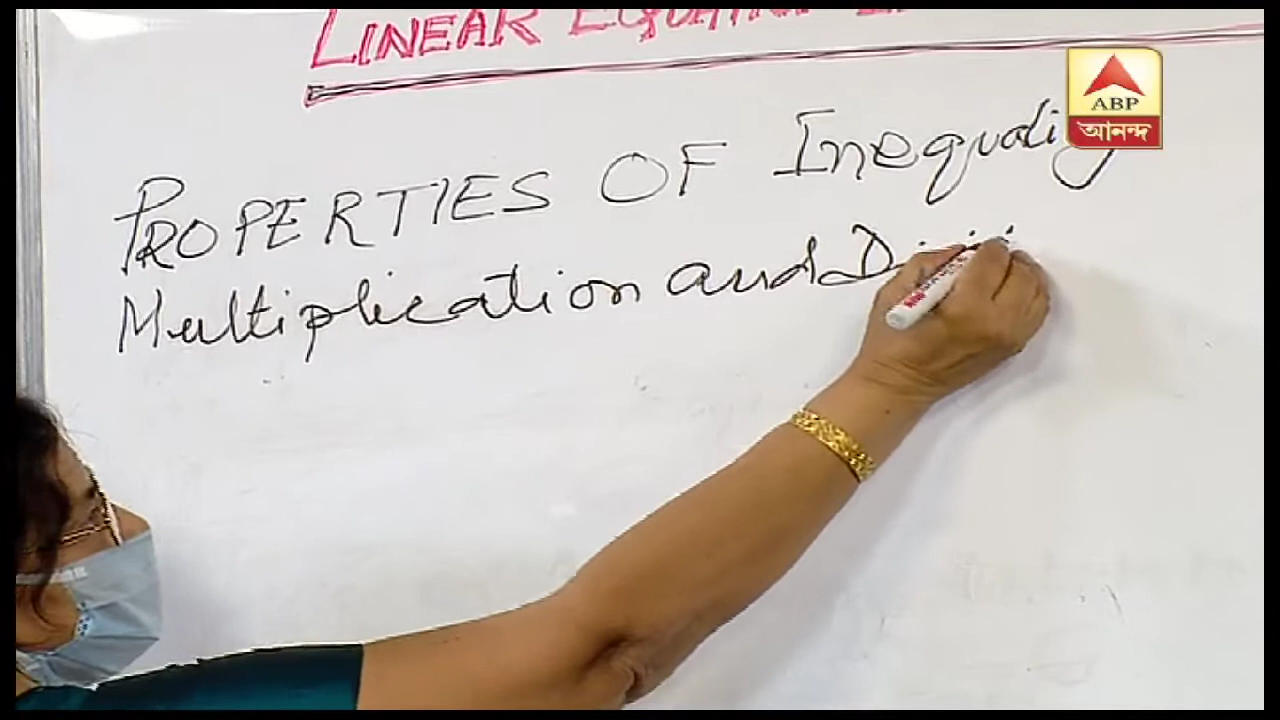 LINEAR
ABP
আনন্দ
PROPERTIES OF Inequality
Multiplication and